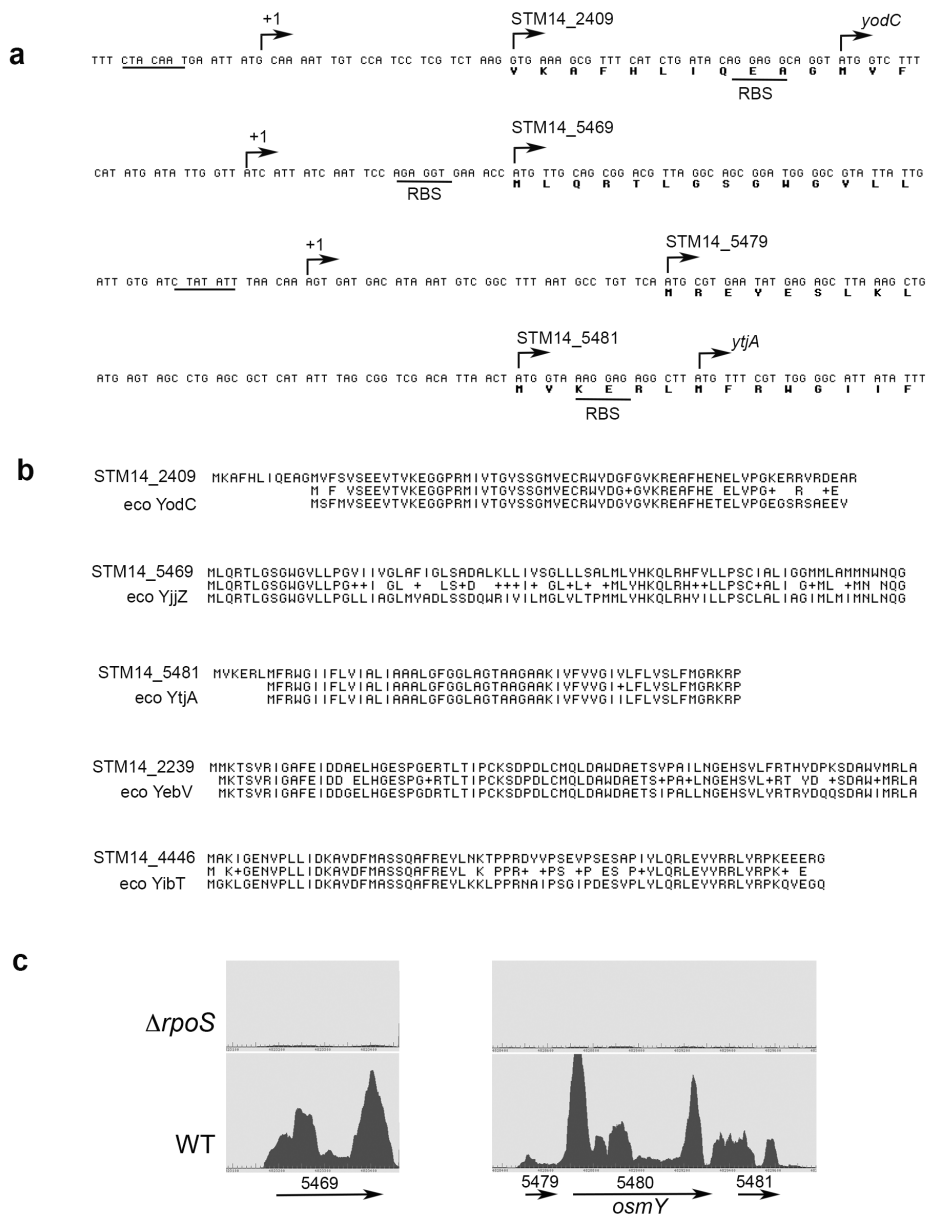 a
+1
STM14_2409
yodC
TTT CTA CAA TGA ATT ATG CAA AAT TGT CCA TCC TCG TCT AAG GTG AAA GCG TTT CAT CTG ATA CAG GAG GCA GGT ATG GTC TTT
V K A F H L I Q E A G M V F
RBS
+1
STM14_5469
CAT ATG ATA TTG GTT ATC ATT ATC AAT TCC AGA GGT GAA ACC ATG TTG CAG CGG ACG TTA GGC AGC GGA TGG GGC GTA TTA TTG
M L Q R T L G S G W G V L L
RBS
+1
STM14_5479
ATT GTG ATC TAT ATT TAA CAA AGT GAT GAC ATA AAT GTC GGC TTT AAT GCC TGT TCA ATG CGT GAA TAT GAG AGC TTA AAG CTG
M R E Y E S L K L
STM14_5481
ytjA
ATG AGT AGC CTG AGC GCT CAT ATT TAG CGG TCG ACA TTA ACT ATG GTA AAG GAG AGG CTT ATG TTT CGT TGG GGC ATT ATA TTT
M V K E R L M F R W G I I F
RBS
b
STM14_2409 MKAFHLIQEAGMVFSVSEEVTVKEGGPRMIVTGYSSGMVECRWYDGFGVKREAFHENELVPGKERRVRDEAR
M F VSEEVTVKEGGPRMIVTGYSSGMVECRWYDG+GVKREAFHE ELVPG+ R +E
eco YodC MSFMVSEEVTVKEGGPRMIVTGYSSGMVECRWYDGYGVKREAFHETELVPGEGSRSAEEV
STM14_5469 MLQRTLGSGWGVLLPGVIIVGLAFIGLSADALKLLIVSGLLLSALMLYHKQLRHFVLLPSCIALIGGMMLAMMNWNQG
MLQRTLGSGWGVLLPG++I GL + LS+D +++I+ GL+L+ +MLYHKQLRH++LLPSC+ALI G+ML +MN NQG
eco YjjZ MLQRTLGSGWGVLLPGLLIAGLMYADLSSDQWRIVILMGLVLTPMMLYHKQLRHYILLPSCLALIAGIMLMIMNLNQG
STM14_5481 MVKERLMFRWGIIFLVIALIAAALGFGGLAGTAAGAAKIVFVVGIVLFLVSLFMGRKRP
MFRWGIIFLVIALIAAALGFGGLAGTAAGAAKIVFVVGI+LFLVSLFMGRKRP
eco YtjA MFRWGIIFLVIALIAAALGFGGLAGTAAGAAKIVFVVGIILFLVSLFMGRKRP
STM14_2239 MMKTSVRIGAFEIDDAELHGESPGERTLTIPCKSDPDLCMQLDAWDAETSVPAILNGEHSVLFRTHYDPKSDAWVMRLA
MKTSVRIGAFEIDD ELHGESPG+RTLTIPCKSDPDLCMQLDAWDAETS+PA+LNGEHSVL+RT YD +SDAW+MRLA
eco YebV MKTSVRIGAFEIDDGELHGESPGDRTLTIPCKSDPDLCMQLDAWDAETSIPALLNGEHSVLYRTRYDQQSDAWIMRLA
STM14_4446 MAKIGENVPLLIDKAVDFMASSQAFREYLNKTPPRDYVPSEVPSESAPIYLQRLEYYRRLYRPKEEERG
M K+GENVPLLIDKAVDFMASSQAFREYL K PPR+ +PS +P ES P+YLQRLEYYRRLYRPK+ E
eco YibT MGKLGENVPLLIDKAVDFMASSQAFREYLKKLPPRNAIPSGIPDESVPLYLQRLEYYRRLYRPKQVEGQ
c
ΔrpoS
WT
5469
5479
5480
5481
osmY